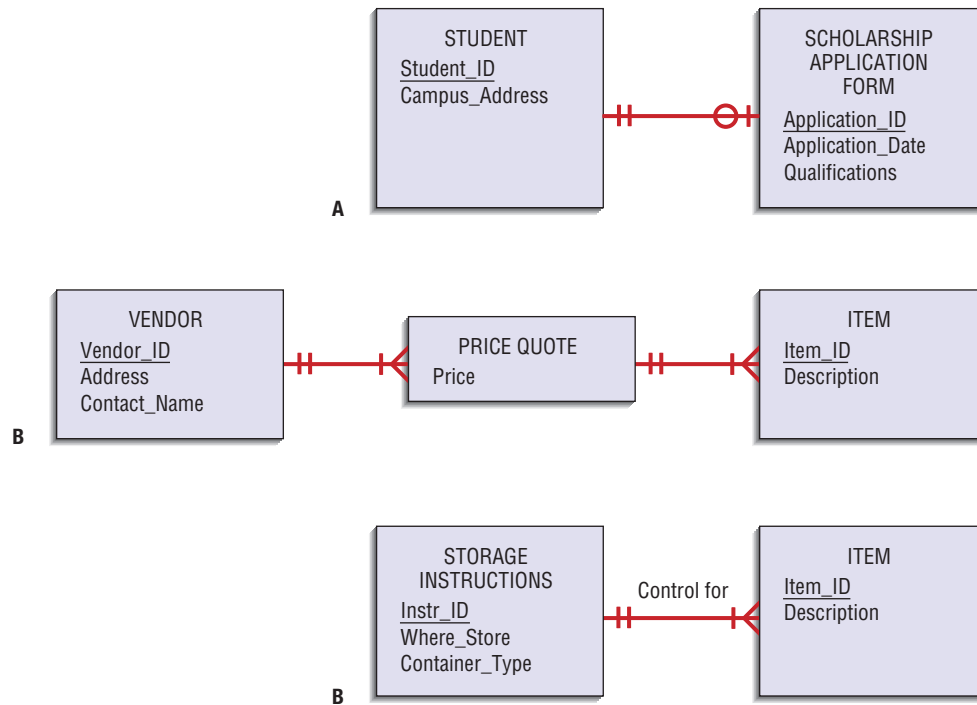 STUDENT
Student_ID
Campus_Address
SCHOLARSHIP
APPLICATION
FORM
Application_ID
Application_Date
Qualifications
A
VENDOR
Vendor_ID
Address
Contact_Name
PRICE QUOTE
Price
ITEM
Item_ID
Description
B
STORAGE
INSTRUCTIONS
Instr_ID
Where_Store
Container_Type
Control for
ITEM
Item_ID
Description
B